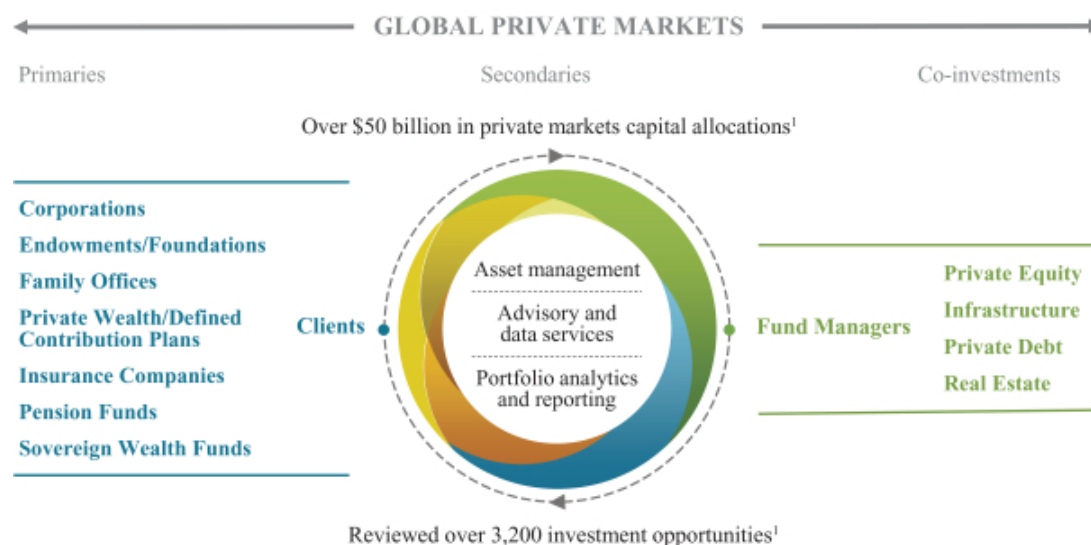 GLOBAL PRIVATE MARKETS
Primaries
Secondaries
Co-investments
Over $50 billion in private markets capital allocations¹
Corporations
Endowments/Foundations
Family Offices
Private Wealth/Defined
Contribution Plans
Insurance Companies
Pension Funds
Sovereign Wealth Funds
Clients
Asset management
Advisory and
data services
Portfolio analytics
and reporting
Fund Managers
Private Equity
Infrastructure
Private Debt
Real Estate
Reviewed over 3,200 investment opportunities¹